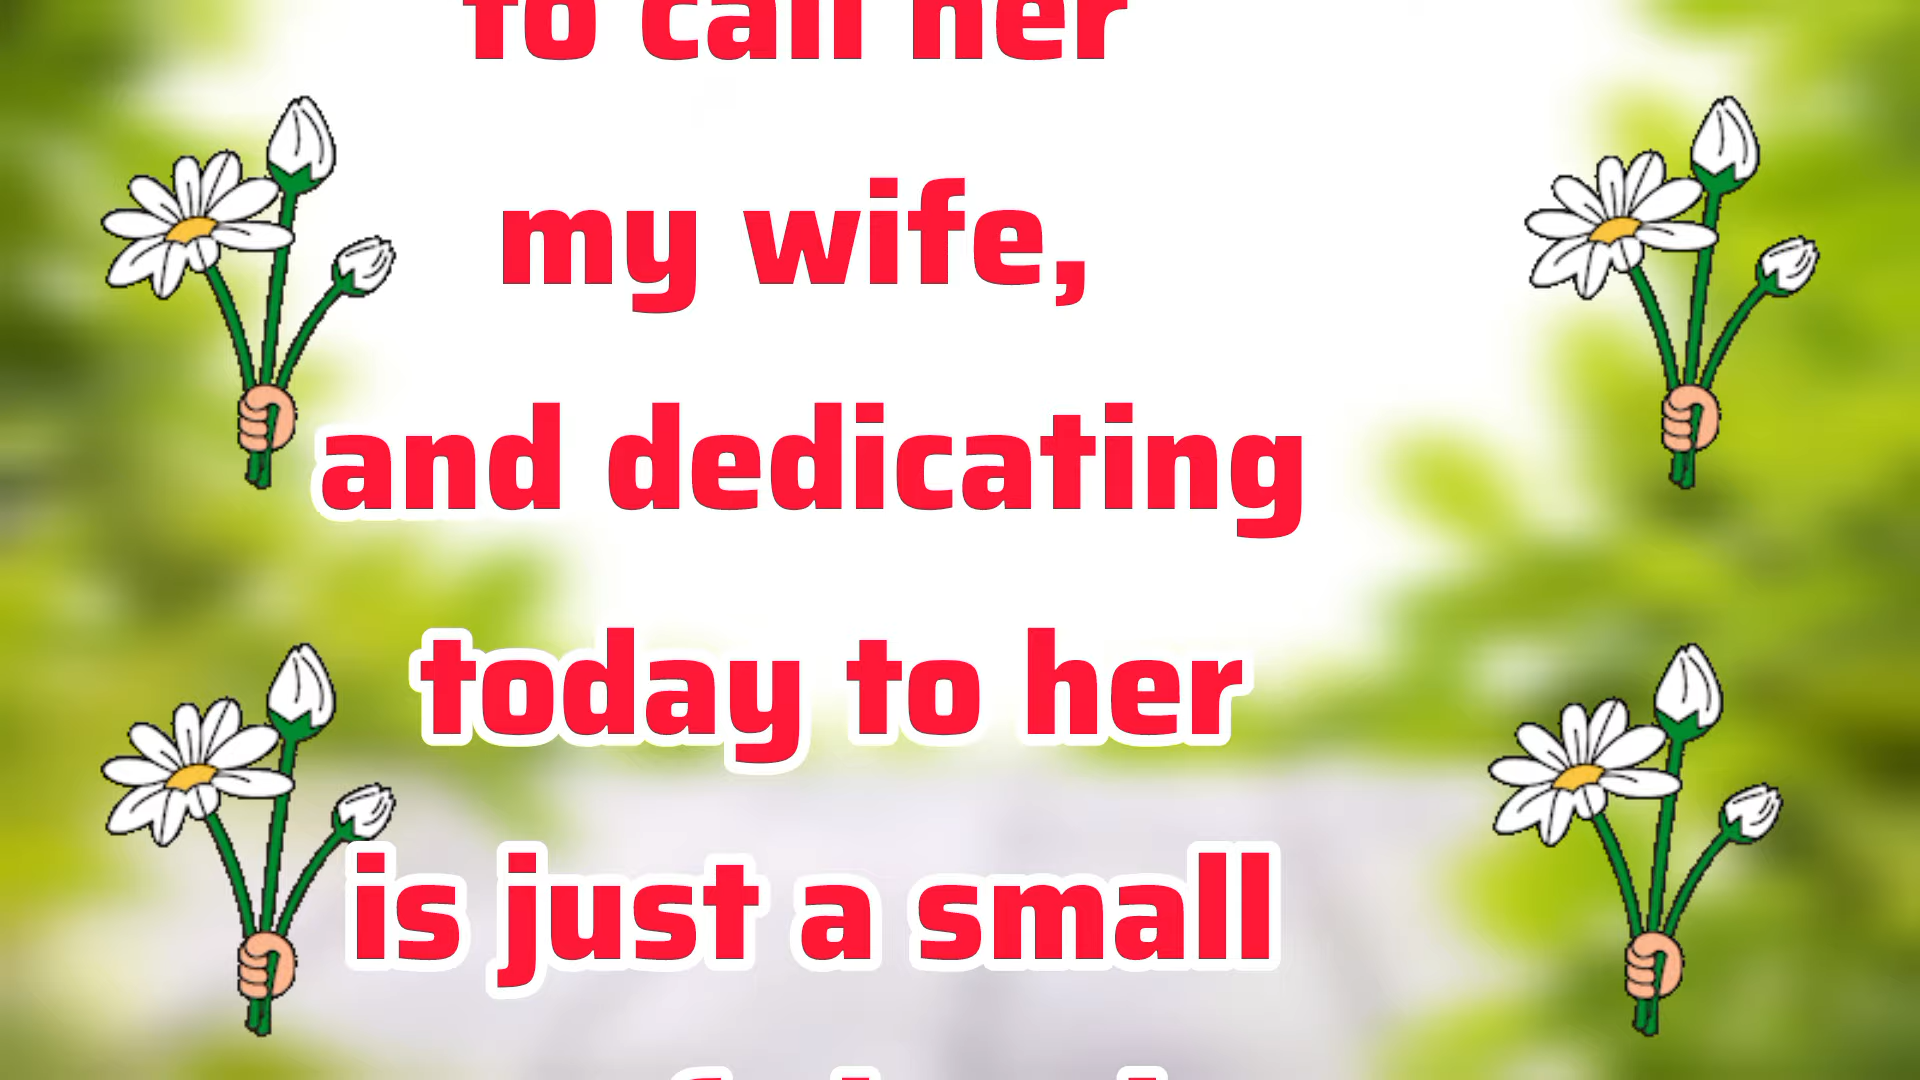 to call her
my wife,
and dedicating
today to her
is just a small